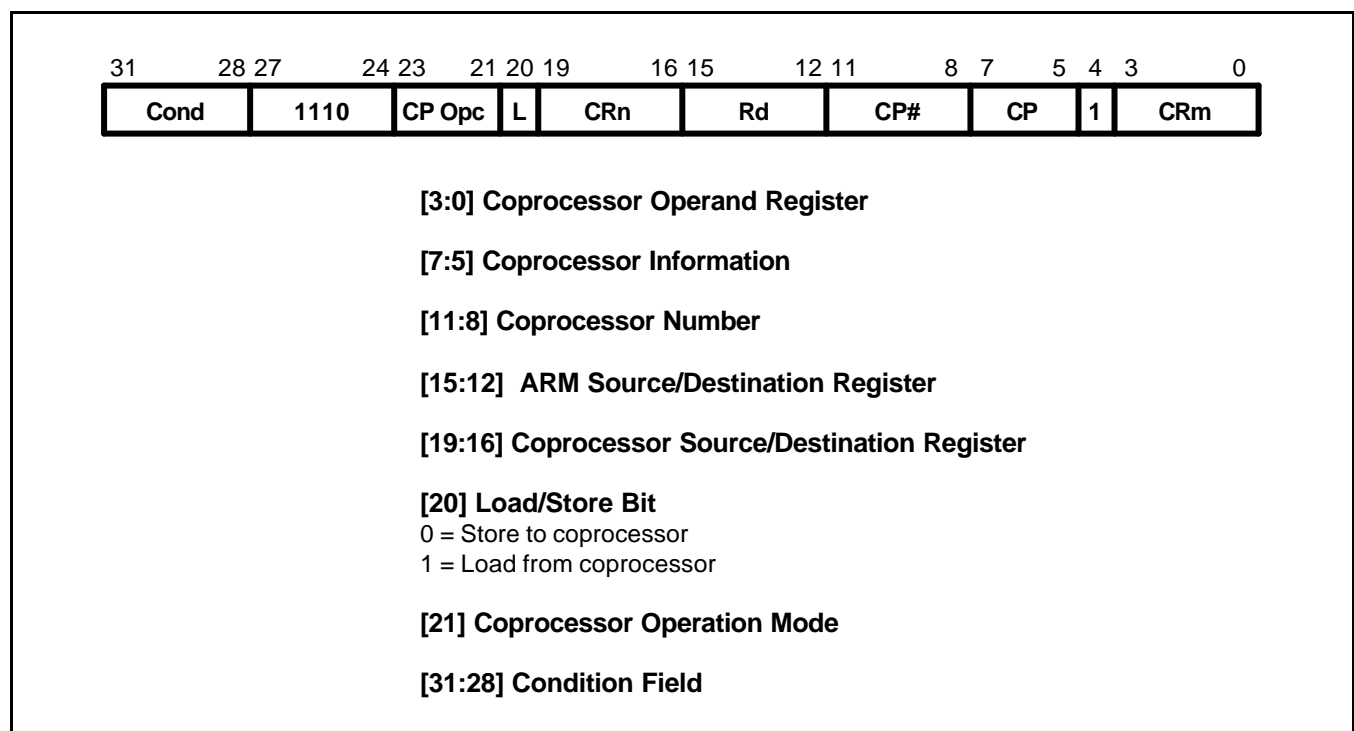 31 28 27 24 23 21 20 19 16 15 12 11 8 7 5 4 3 0
Cond 1110 CP Opc L CRn Rd CP# CP 1 CRm
[3:0] Coprocessor Operand Register
[7:5] Coprocessor Information
[11:8] Coprocessor Number
[15:12] ARM Source/Destination Register
[19:16] Coprocessor Source/Destination Register
[20] Load/Store Bit
0 = Store to coprocessor
1 = Load from coprocessor
[21] Coprocessor Operation Mode
[31:28] Condition Field